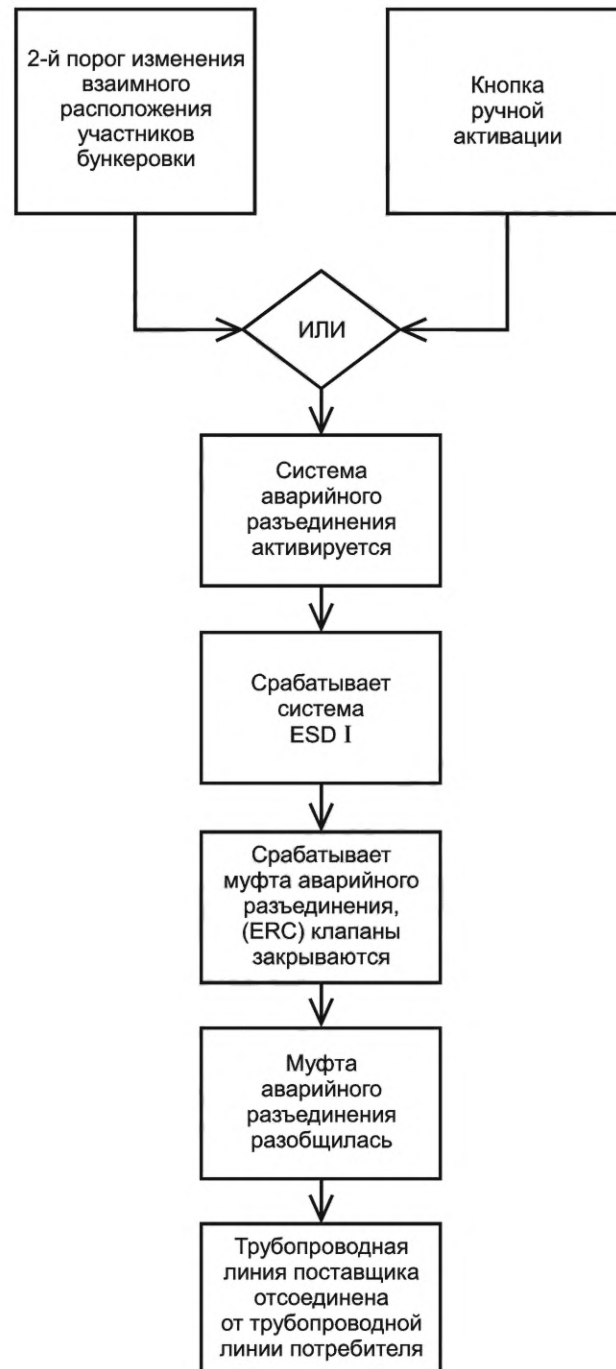 2-й порог изменения
взаимного
расположения
участников
бункеровки
Кнопка
ручной
активации
ИЛИ
Система
аварийного
разъединения
активируется
Срабатывает
система
ESD I
Срабатывает
муфта аварийного
разъединения,
(ERC) клапаны
закрываются
Муфта
аварийного
разъединения
разобщилась
Трубопроводная
линия поставщика
отсоединена
от трубопроводной
линии потребителя